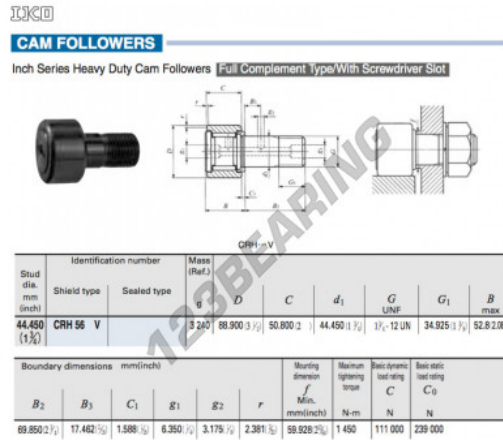 IKO
CAM FOLLOWERS
Inch Series Heavy Duty Cam Followers Full Complement Type/With Screwdriver Slot
CRH···V
123BEARING
Stud dia. mm (inch) Identification number Shield type Sealed type Mass (Ref.) g D C d₁ G UNF G₁ B max
44.450 (1¾) CRH 56 V 3 240 88.900 50.800 44.450 (1¾) 1¾-12 UN 34.925 52.8
Boundary dimensions mm(inch) Mounting dimension f Min. mm(inch) Maximum tightening torque N-m Basic dynamic load rating C N Basic static load rating C₀ N
B₂ B₃ C₁ g₁ g₂ r
69.850 17.462 1.588 6.350 3.175 2.381 59.928 1 450 111 000 239 000